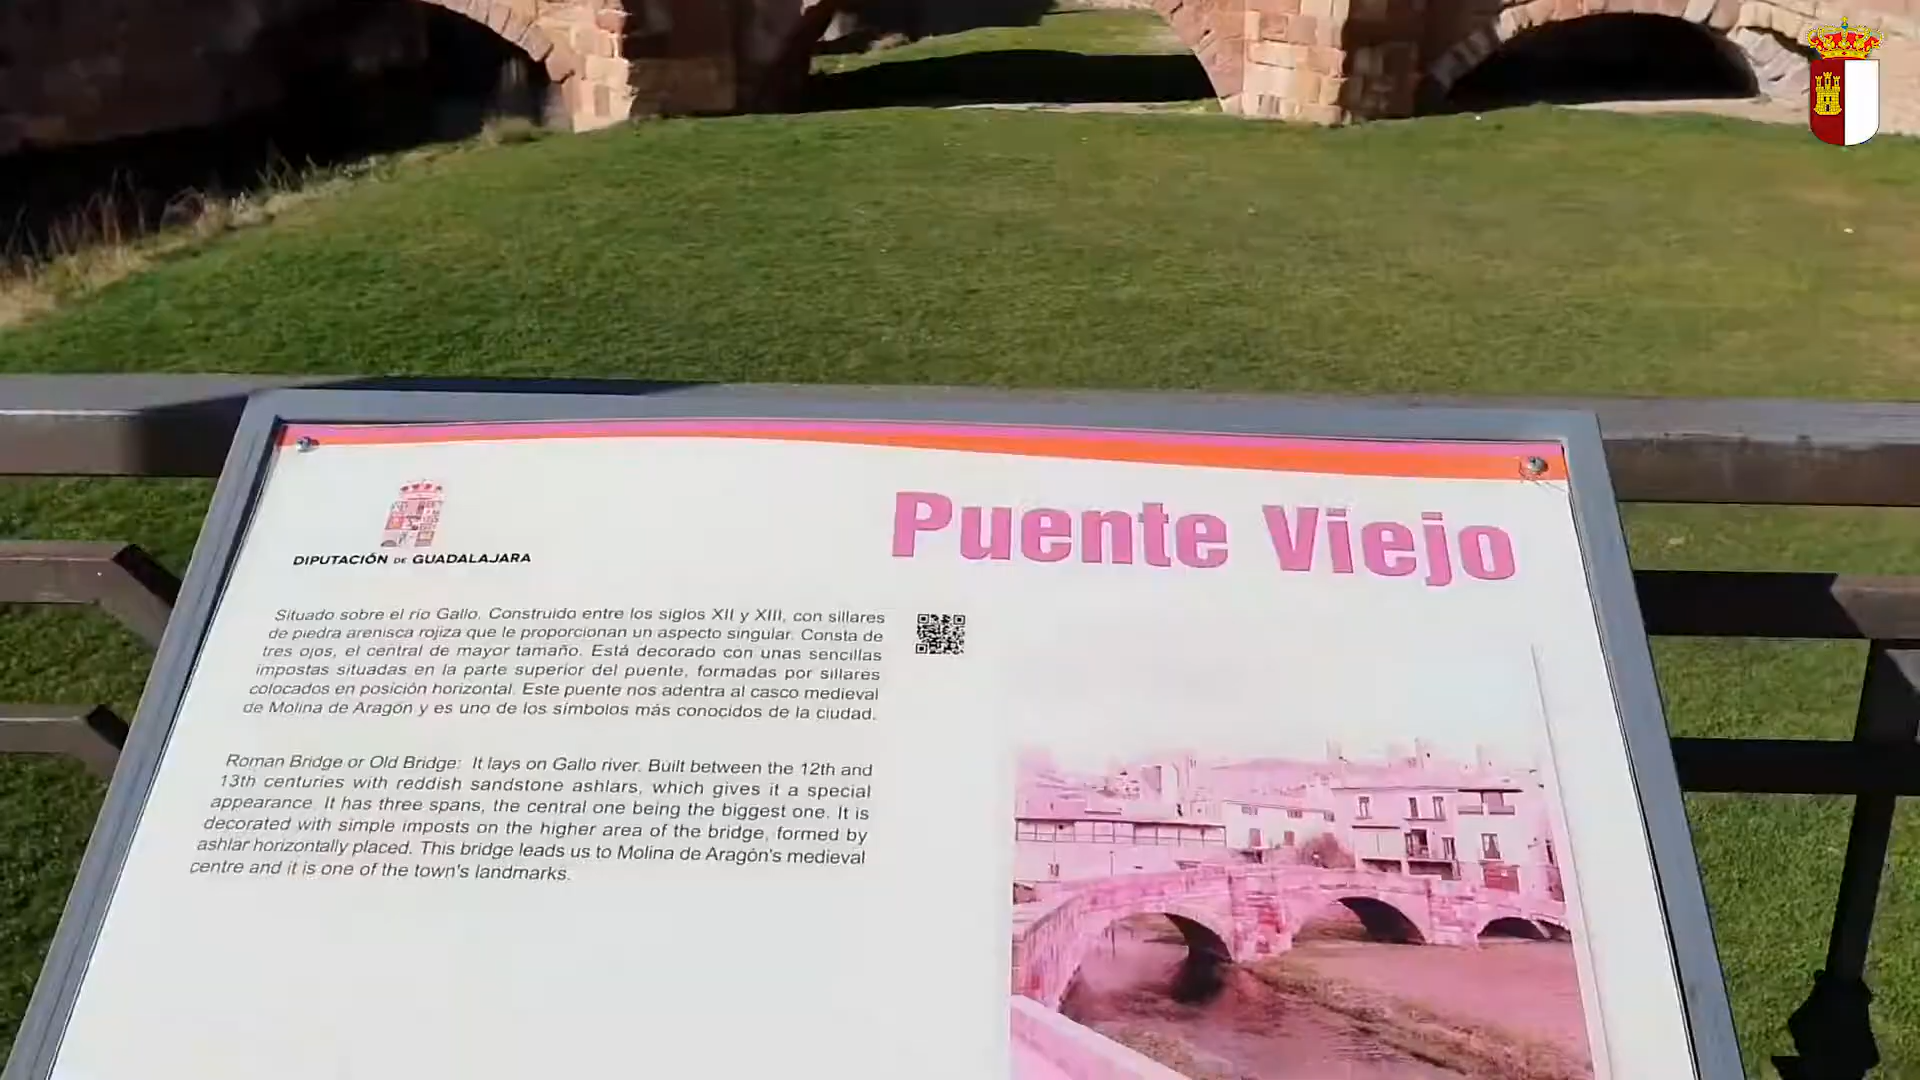 DIPUTACIÓN DE GUADALAJARA
Puente Viejo
Situado sobre el río Gallo. Construido entre los siglos XII y XIII, con sillares
de piedra arenisca rojiza que le proporcionan un aspecto singular. Consta de
tres ojos, el central de mayor tamaño. Está decorado con unas sencillas
impostas situadas en la parte superior del puente, formadas por sillares
colocados en posición horizontal. Este puente nos adentra al casco medieval
de Molina de Aragón y es uno de los símbolos más conocidos de la ciudad.
Roman Bridge or Old Bridge: It lays on Gallo river. Built between the 12th and
13th centuries with reddish sandstone ashlars, which gives it a special
appearance. It has three spans, the central one being the biggest one. It is
decorated with simple imposts on the higher area of the bridge, formed by
ashlar horizontally placed. This bridge leads us to Molina de Aragón's medieval
centre and it is one of the town's landmarks.